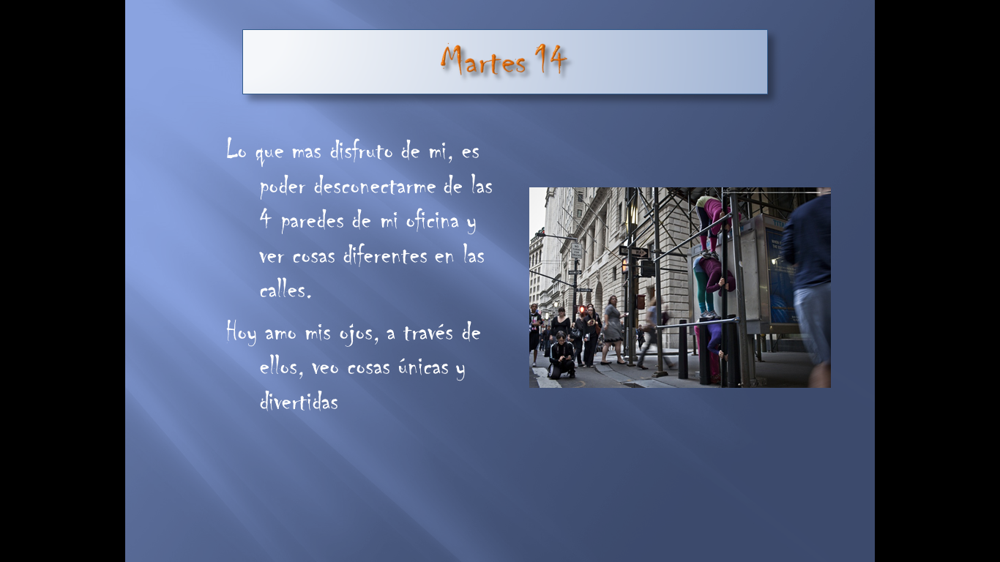 Martes 14
Lo que mas disfruto de mi, es
poder desconectarme de las
4 paredes de mi oficina y
ver cosas diferentes en las
calles.
Hoy amo mis ojos, a través de
ellos, veo cosas únicas y
divertidas